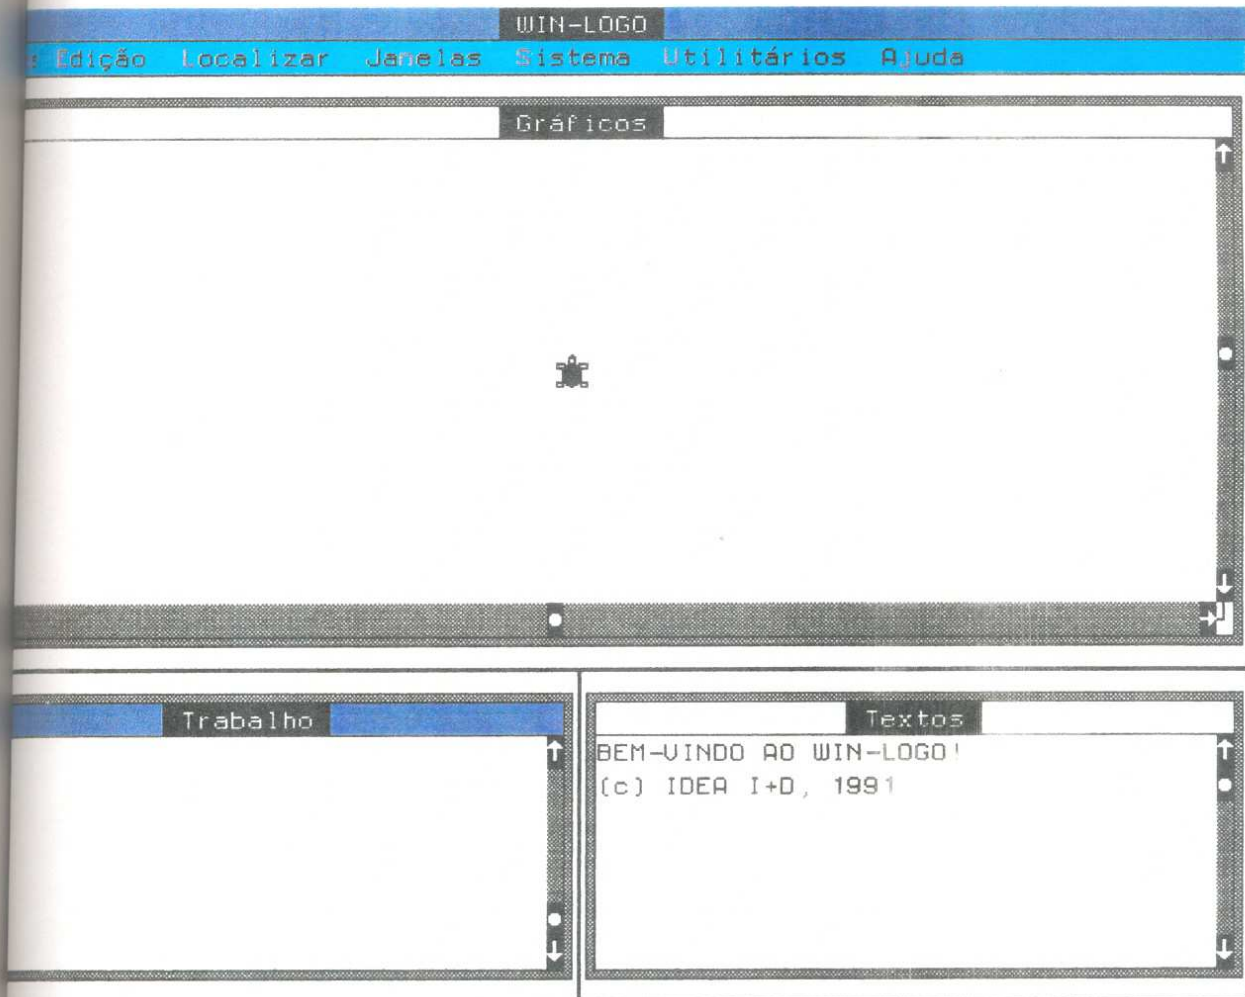 WIN-LOGO
Edição Localizar Janelas Sistema Utilitários Ajuda
Gráficos
Trabalho
Textos
BEM-VINDO AO WIN-LOGO!
(c) IDEA I+D, 1991